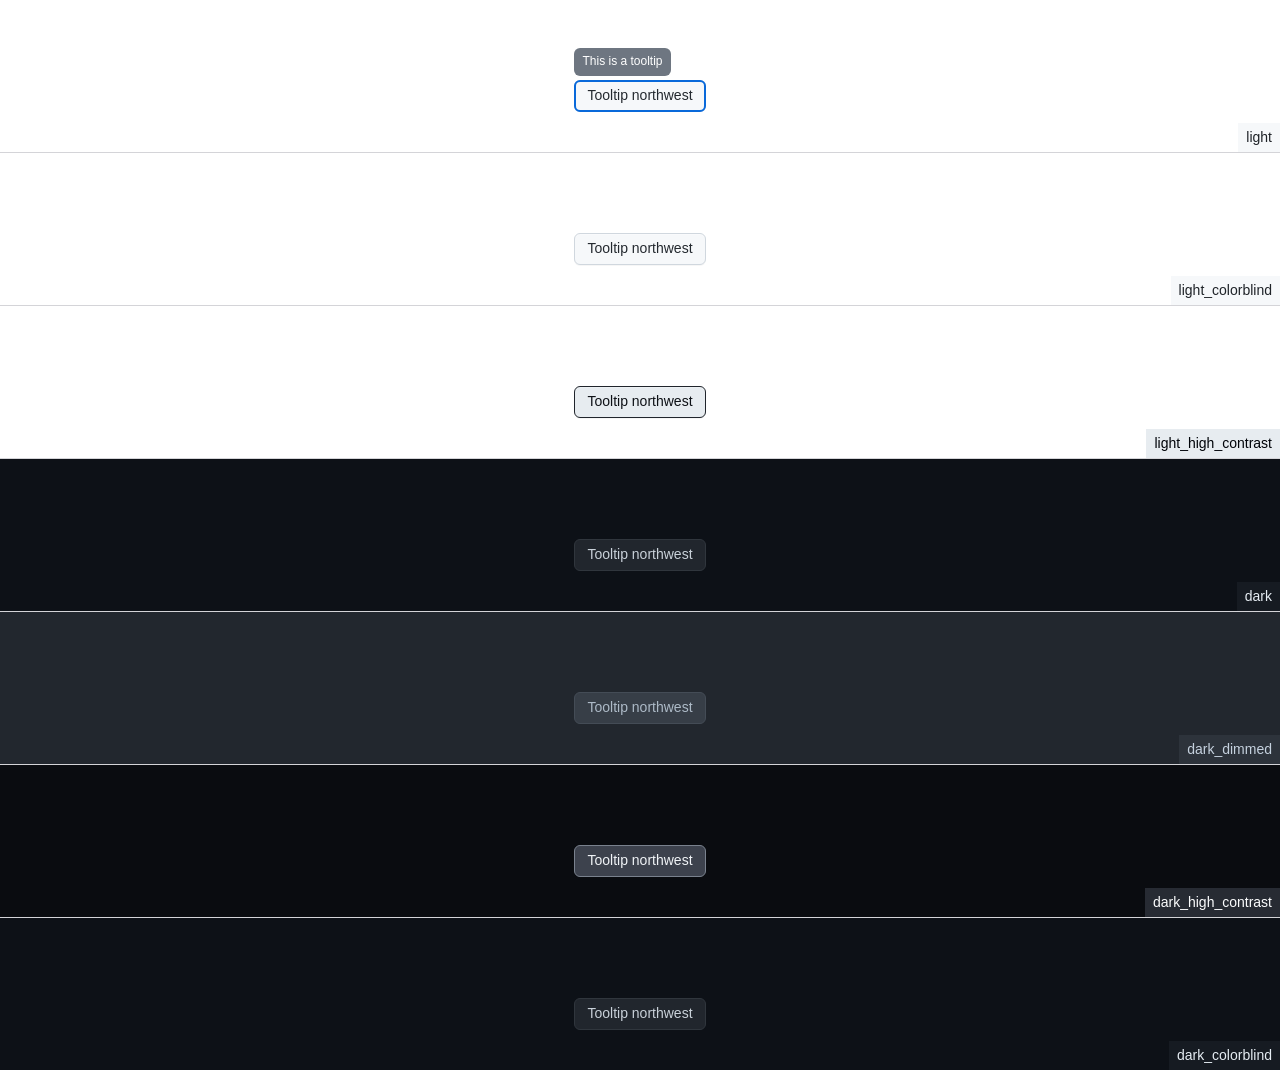 This is a tooltip
Tooltip northwest
light
Tooltip northwest
light_colorblind
Tooltip northwest
light_high_contrast
Tooltip northwest
dark
Tooltip northwest
dark_dimmed
Tooltip northwest
dark_high_contrast
Tooltip northwest
dark_colorblind